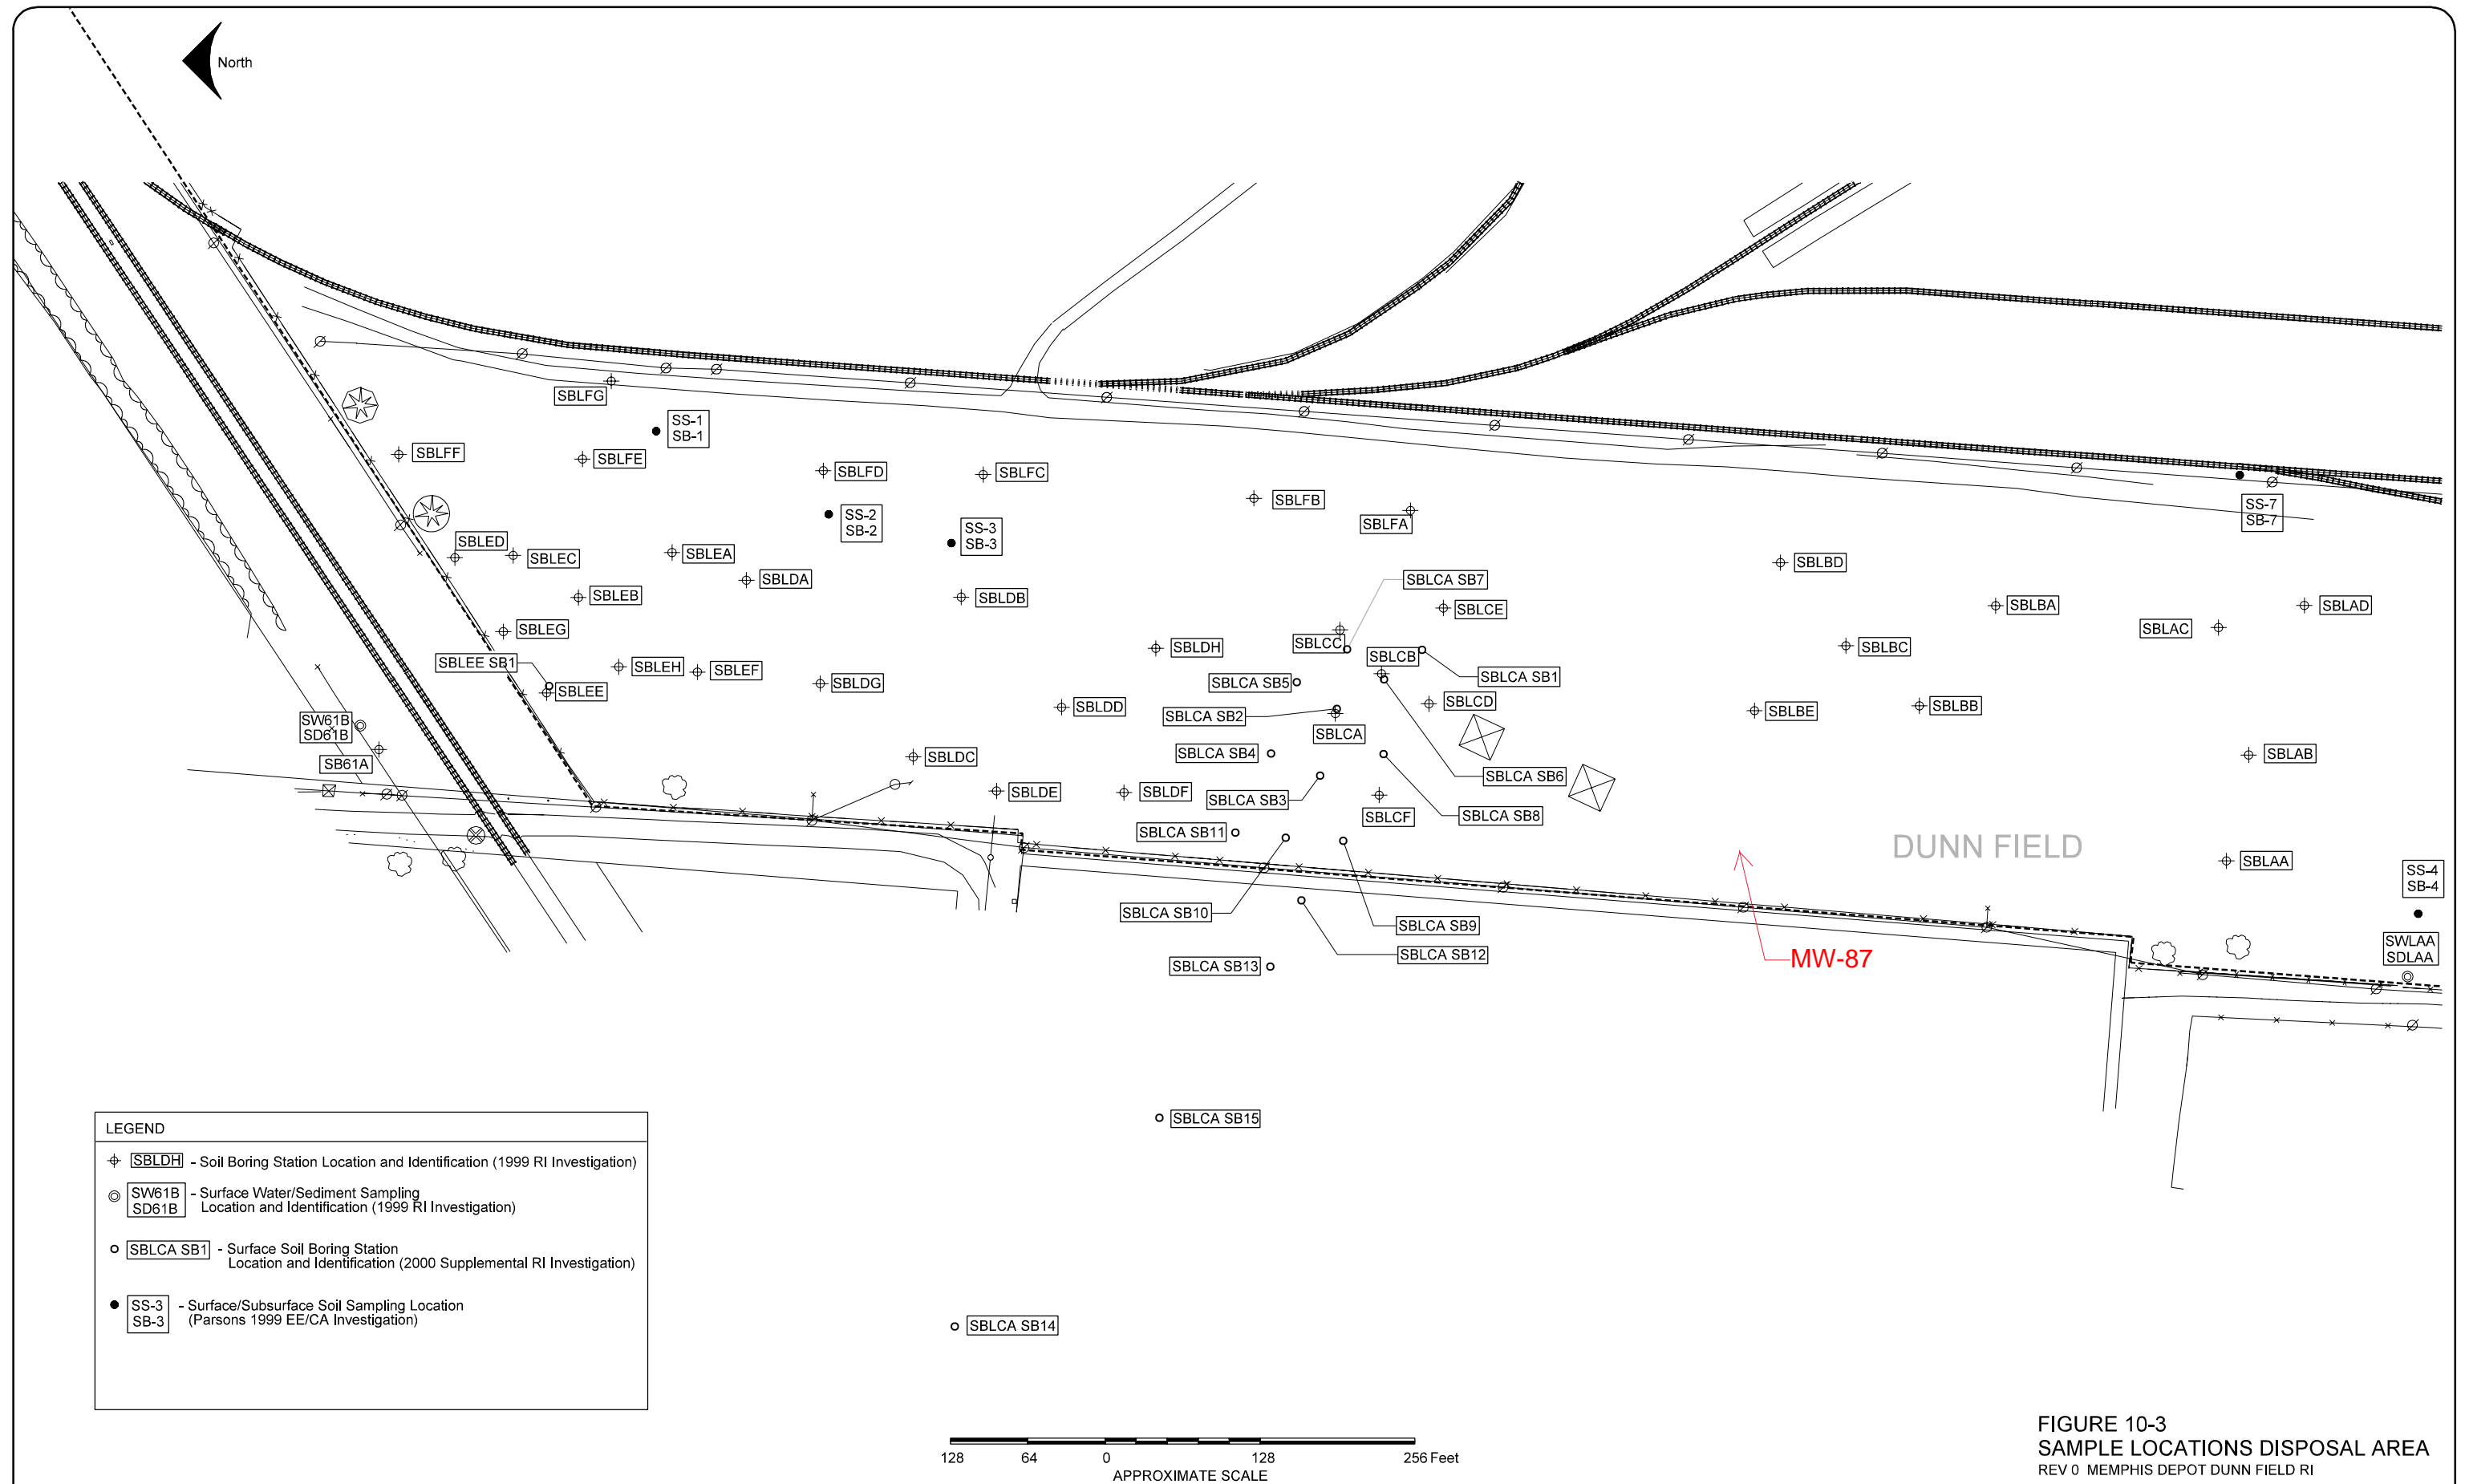 North
SBLFG
SS-1
SB-1
SBLFF
SBLFE
SBLFD
SBLFC
SBLFB
SBLFA
SS-2
SB-2
SS-3
SB-3
SS-7
SB-7
SBLED
SBLEC
SBLEA
SBLDA
SBLEB
SBLDB
SBLBD
SBLCA SB7
SBLCE
SBLBA
SBLAD
SBLEG
SBLAC
SBLEE SB1
SBLEH
SBLEF
SBLDH
SBLCC
SBLCB
SBLBC
SBLEE
SBLDG
SBLCA SB5
SBLCA SB1
SBLDD
SBLCA SB2
SBLCD
SBLBE
SBLBB
SW61B
SD61B
SBLCA
SB61A
SBLDC
SBLCA SB4
SBLAB
SBLCA SB6
SBLDE
SBLDF
SBLCA SB3
SBLCF
SBLCA SB8
SBLCA SB11
DUNN FIELD
SBLAA
SS-4
SB-4
SBLCA SB10
SBLCA SB9
SBLCA SB12
SBLCA SB13
MW-87
SWLAA
SDLAA
SBLCA SB15
SBLCA SB14
LEGEND
SBLDH - Soil Boring Station Location and Identification (1999 RI Investigation)
SW61B - Surface Water/Sediment Sampling
SD61B Location and Identification (1999 RI Investigation)
SBLCA SB1 - Surface Soil Boring Station
Location and Identification (2000 Supplemental RI Investigation)
SS-3 - Surface/Subsurface Soil Sampling Location
SB-3 (Parsons 1999 EE/CA Investigation)
128 64 0 128 256 Feet
APPROXIMATE SCALE
FIGURE 10-3
SAMPLE LOCATIONS DISPOSAL AREA
REV 0 MEMPHIS DEPOT DUNN FIELD RI